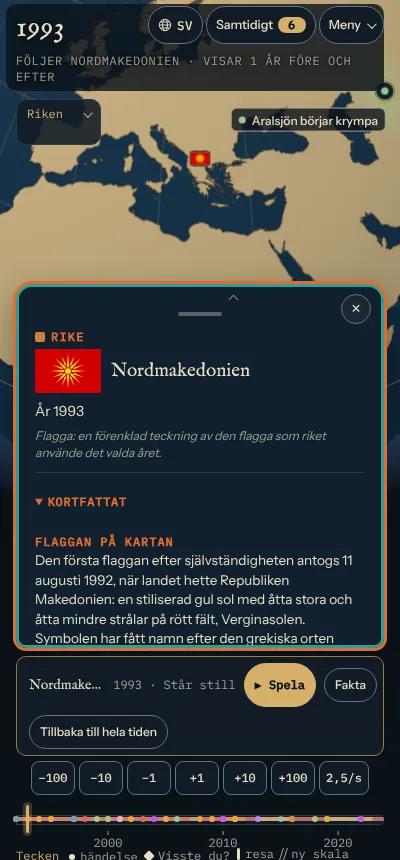 1993
SV
Samtidigt 6
Meny
FÖLJER NORDMAKEDONIEN · VISAR 1 ÅR FÖRE OCH
EFTER
Riken
Aralsjön börjar krympa
×
RIKE
Nordmakedonien
År 1993
Flagga: en förenklad teckning av den flagga som riket
använde det valda året.
▼ KORTFATTAT
FLAGGAN PÅ KARTAN
Den första flaggan efter självständigheten antogs 11
augusti 1992, när landet hette Republiken
Makedonien: en stiliserad gul sol med åtta stora och
åtta mindre strålar på rött fält, Verginasolen.
Symbolen har fått namn efter den grekiska orten
Nordmake... 1993 · Står still
▶ Spela
Fakta
Tillbaka till hela tiden
−100 −10 −1 +1 +10 +100 2,5/s
2000 2010 2020
Tecken ● händelse ◆ Visste du? resa // ny skala